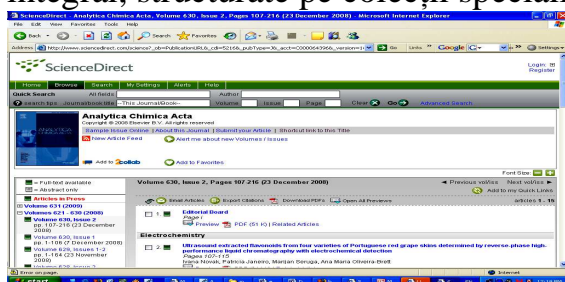 integral, structurate pe colecții special
ScienceDirect - Analytica Chimica Acta, Volume 630, Issue 2, Pages 107-216 (23 December 2008) - Microsoft Internet Explorer
File Edit View Favorites Tools Help
Back Search Favorites
Address http://www.sciencedirect.com/science? Go Links Google Settings
ScienceDirect
Login:
Register
Home Browse Search My Settings Alerts Help
Quick Search All fields Author
search tips Journal/book title --This Journal/Book-- Volume Issue Page Clear Go Advanced Search
Analytica Chimica Acta
Copyright © 2008 Elsevier B.V. All rights reserved
Sample Issue Online | About this Journal | Submit your Article | Shortcut link to this Title
New Article Feed Alert me about new Volumes / Issues
Add to 2collab Add to Favorites
Font Size:
= Full-text available
= Abstract only
Volume 630, Issue 2, Pages 107-216 (23 December 2008)
Previous vol/iss Next vol/iss
Add to my Quick Links
Articles in Press
Volume 631 (2009)
Volumes 621 - 630 (2008)
Volume 630, Issue 2
pp. 107-216 (23 December 2008)
Volume 630, Issue 1
pp. 1-106 (7 December 2008)
Volume 629, Issues 1-2
pp. 1-164 (23 November 2008)
Email Articles Export Citations Download PDFs Open All Previews
articles 1 - 15
1. Editorial Board
Page i
Preview PDF (51 K) | Related Articles
Electrochemistry
2. Ultrasound extracted flavonoids from four varieties of Portuguese red grape skins determined by reverse-phase high-performance liquid chromatography with electrochemical detection
Pages 107-115
Ivana Novak, Patrícia Janeiro, Marijan Seruga, Ana Maria Oliveira-Brett
Error on page. Internet
start